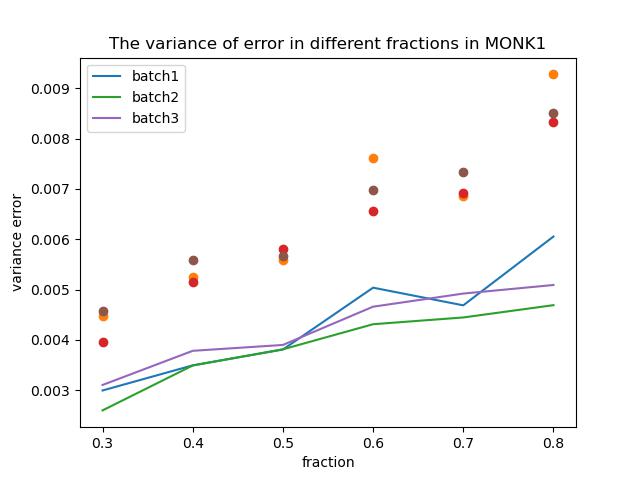 The variance of error in different fractions in MONK1
batch1
batch2
batch3
0.009
0.008
0.007
0.006
0.005
0.004
0.003
variance error
0.3 0.4 0.5 0.6 0.7 0.8
fraction